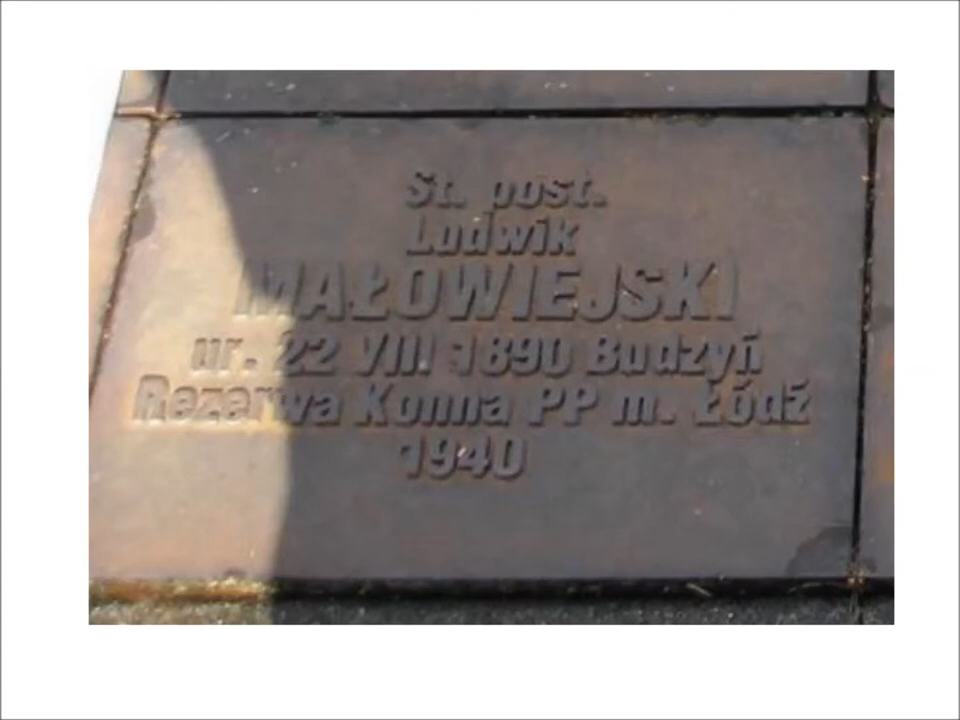 St. post.
Ludwik
MAŁOWIEJSKI
ur. 22 VIII 1890 Budzyń
Rezerwa Konna PP m. Łódź
1940